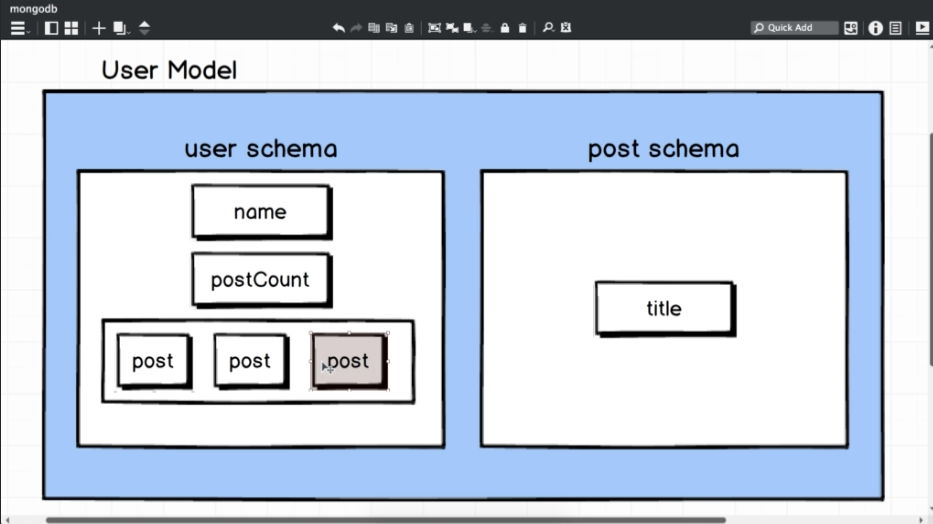 mongodb
Quick Add
User Model
user schema
name
postCount
post post post
post schema
title